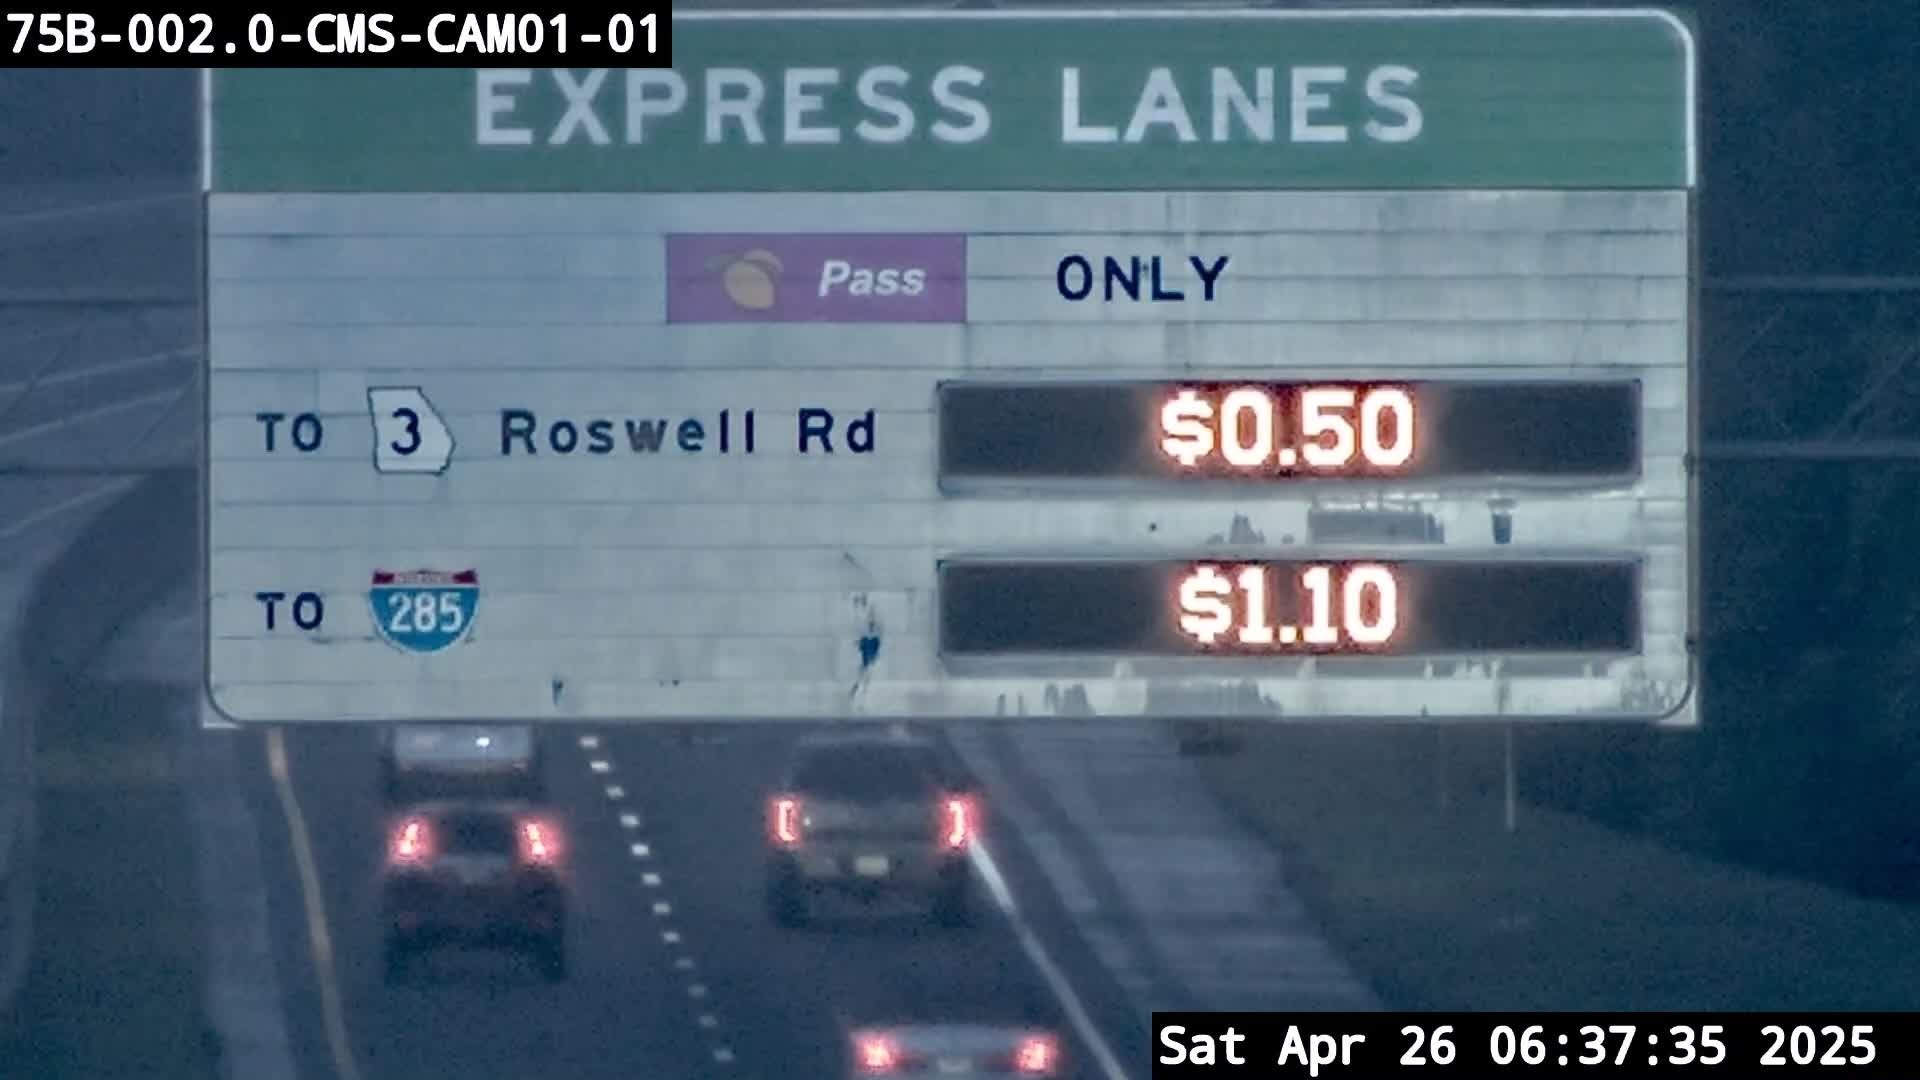 75B-002.0-CMS-CAM01-01
EXPRESS LANES
Pass ONLY
TO 3 Roswell Rd $0.50
TO 285 $1.10
Sat Apr 26 06:37:35 2025